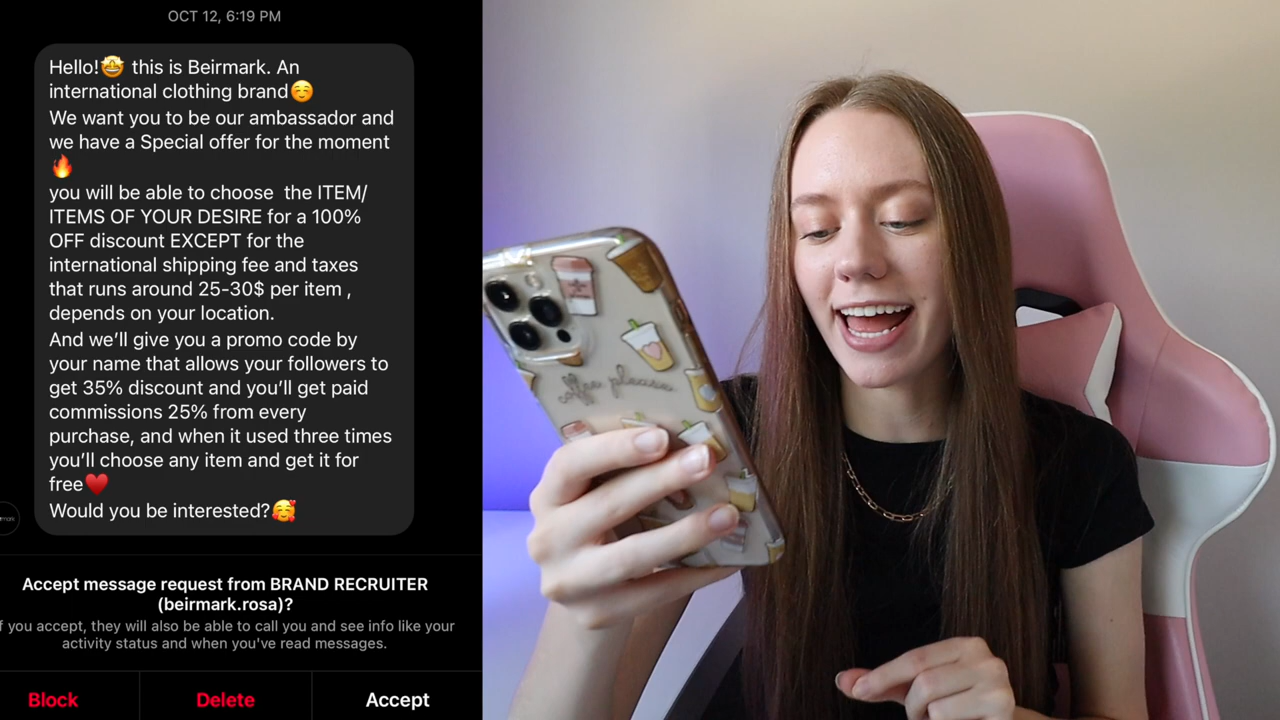 OCT 12, 6:19 PM
Hello!🤩 this is Beirmark. An
international clothing brand☺️
We want you to be our ambassador and
we have a Special offer for the moment
🔥
you will be able to choose  the ITEM/
ITEMS OF YOUR DESIRE for a 100%
OFF discount EXCEPT for the
international shipping fee and taxes
that runs around 25-30$ per item ,
depends on your location.
And we’ll give you a promo code by
your name that allows your followers to
get 35% discount and you’ll get paid
commissions 25% from every
purchase, and when it used three times
you’ll choose any item and get it for
free♥️
Would you be interested?🥰
Accept message request from BRAND RECRUITER
(beirmark.rosa)?
f you accept, they will also be able to call you and see info like your
activity status and when you've read messages.
Block
Delete
Accept
coffee please